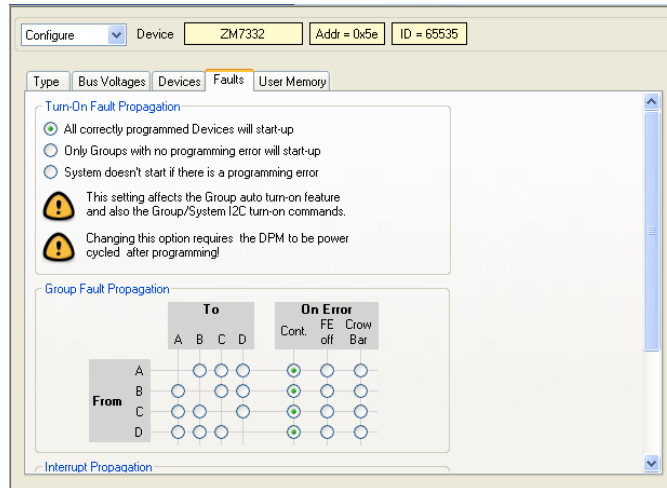 Configure Device ZM7332 Addr = 0x5e ID = 65535
Type Bus Voltages Devices Faults User Memory
Turn-On Fault Propagation
All correctly programmed Devices will start-up
Only Groups with no programming error will start-up
System doesn't start if there is a programming error
This setting affects the Group auto turn-on feature
and also the Group/System I2C turn-on commands.
Changing this option requires the DPM to be power
cycled after programming!
Group Fault Propagation
To On Error
A B C D Cont. FE off Crow Bar
From
A
B
C
D
Interrupt Propagation